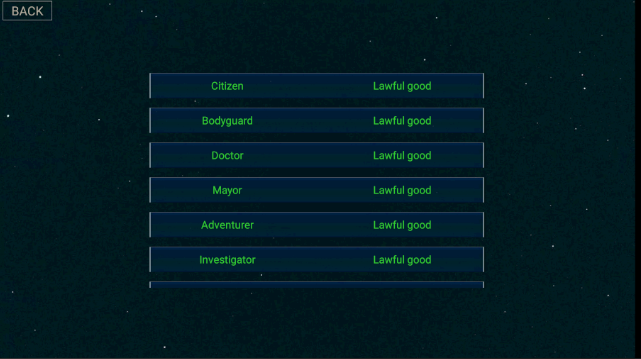 BACK
Citizen Lawful good
Bodyguard Lawful good
Doctor Lawful good
Mayor Lawful good
Adventurer Lawful good
Investigator Lawful good